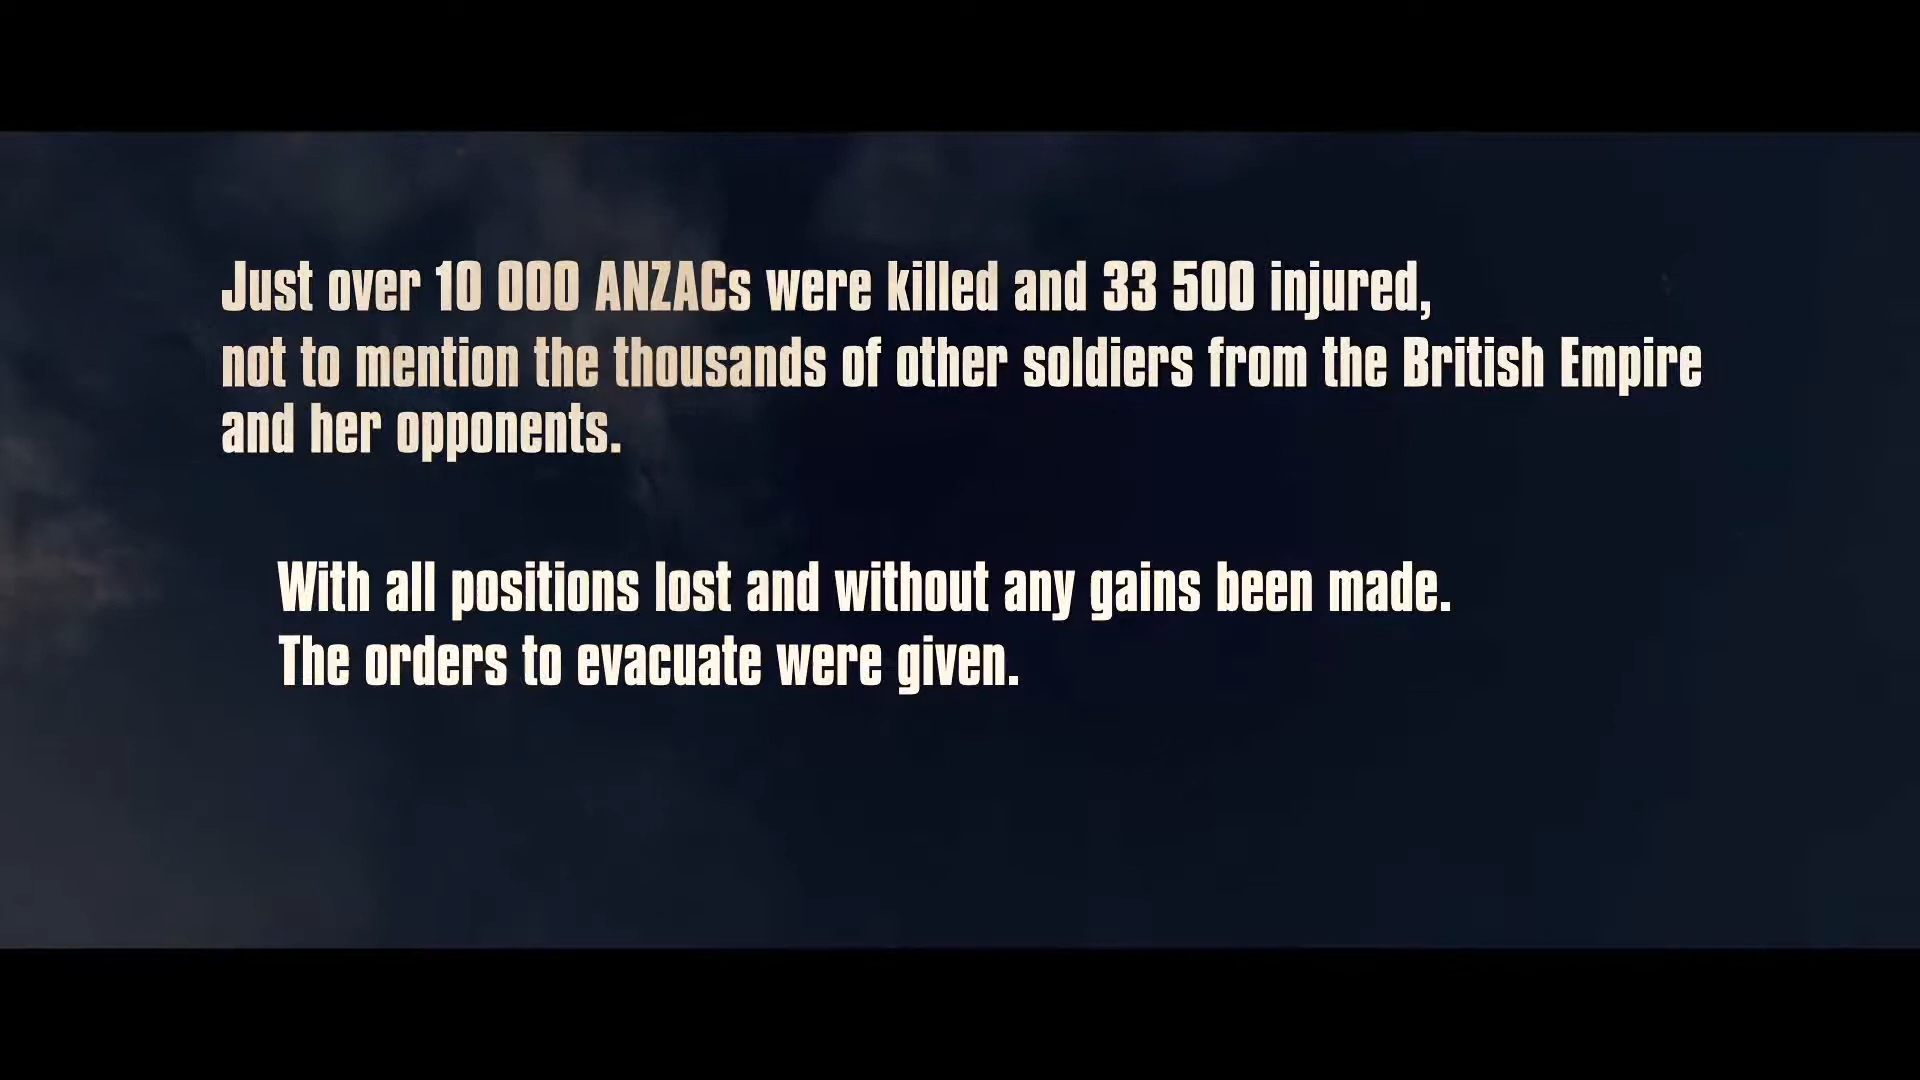 Just over 10 000 ANZACs were killed and 33 500 injured,
not to mention the thousands of other soldiers from the British Empire
and her opponents.
With all positions lost and without any gains been made.
The orders to evacuate were given.